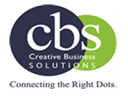 cbs
Creative Business
SOLUTIONS
Connecting the Right Dots.